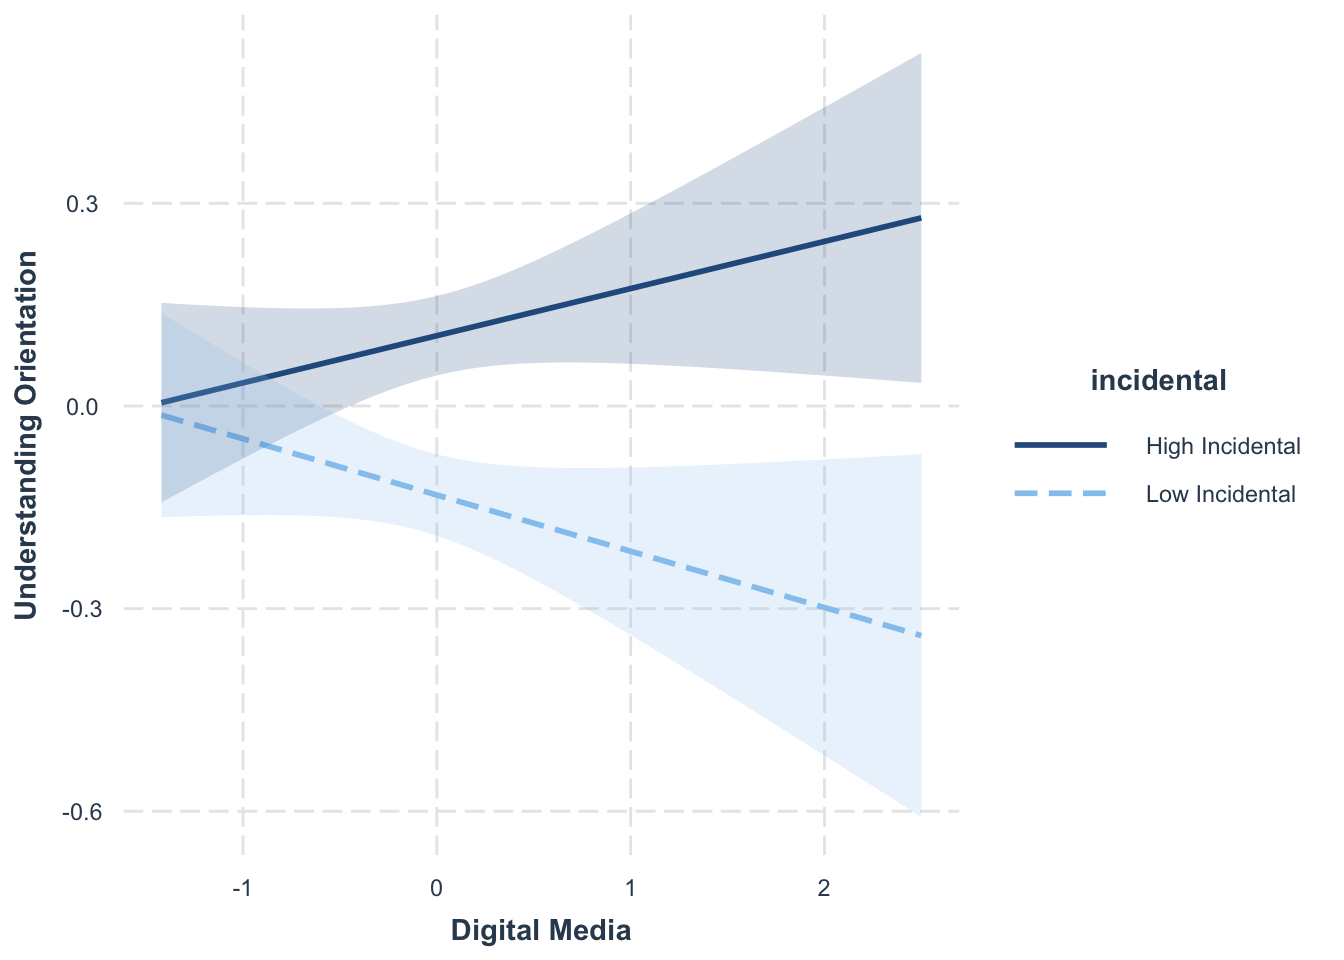 0.3
0.0
-0.3
-0.6
Understanding Orientation
-1
0
1
2
Digital Media
incidental
High Incidental
Low Incidental